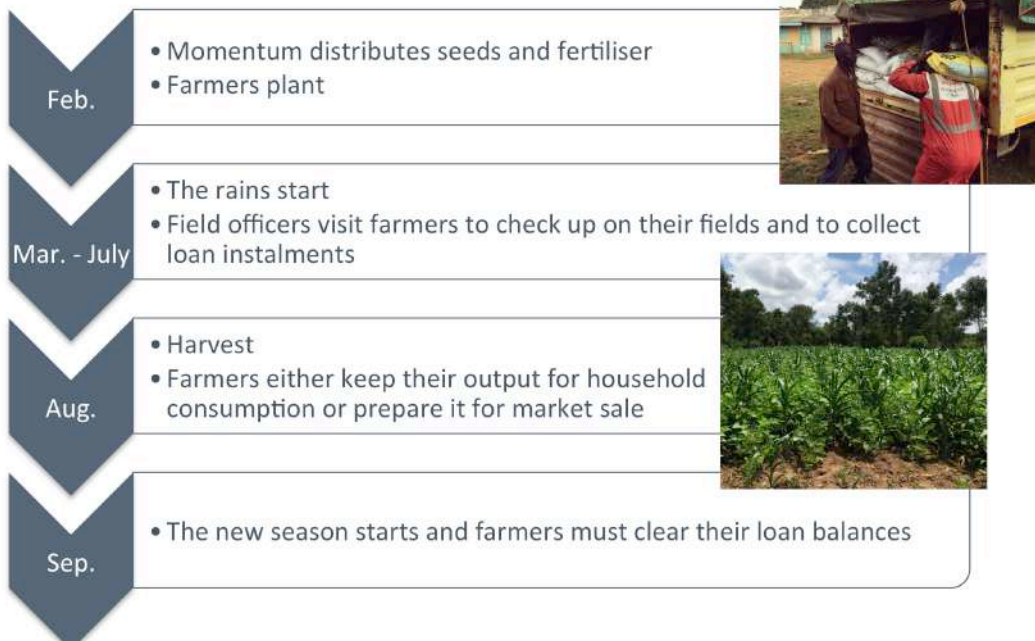 Feb.
• Momentum distributes seeds and fertiliser
• Farmers plant
Mar. - July
• The rains start
• Field officers visit farmers to check up on their fields and to collect
loan instalments
Aug.
• Harvest
• Farmers either keep their output for household
consumption or prepare it for market sale
Sep.
• The new season starts and farmers must clear their loan balances